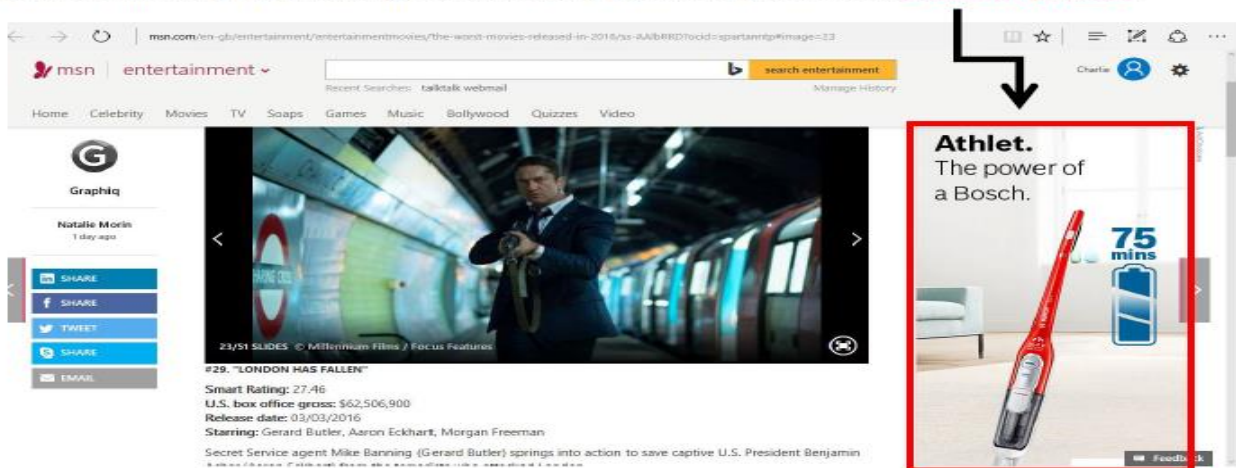 msn.com/en-gb/entertainment/entertainmentmovies/the-worst-movies-released-in-2016/ss-AAlbRRD?ocid=spartanntp#image=23
msn entertainment
search entertainment
Charlie
Recent Searches: talktalk webmail
Manage History
Home Celebrity Movies TV Soaps Games Music Bollywood Quizzes Video
Graphiq
Natalie Morin
1 day ago
SHARE
SHARE
TWEET
SHARE
EMAIL
CHARING CROSS
23/51 SLIDES © Millennium Films / Focus Features
#29. "LONDON HAS FALLEN"
Smart Rating: 27.46
U.S. box office gross: $62,506,900
Release date: 03/03/2016
Starring: Gerard Butler, Aaron Eckhart, Morgan Freeman
Secret Service agent Mike Banning (Gerard Butler) springs into action to save captive U.S. President Benjamin
Athlet.
The power of
a Bosch.
75
mins
Feedback